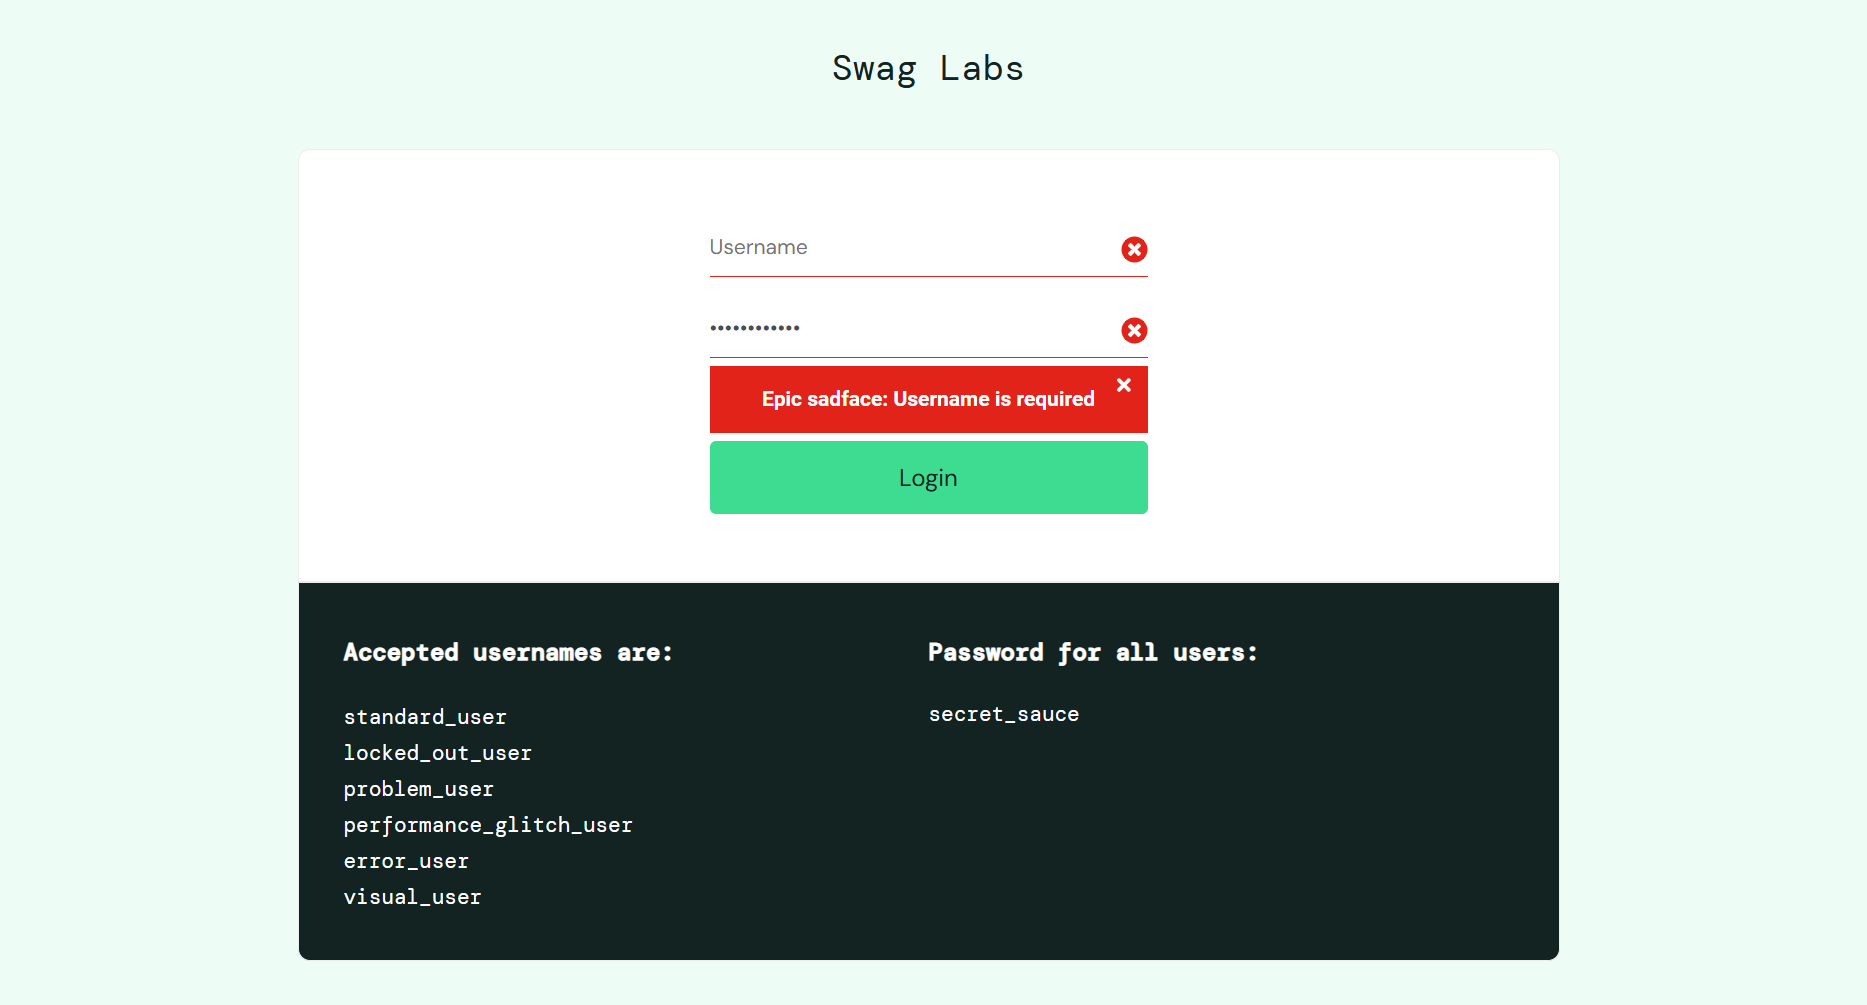 Swag Labs
Username
••••••••••••
Epic sadface: Username is required
Login
Accepted usernames are:
standard_user
locked_out_user
problem_user
performance_glitch_user
error_user
visual_user
Password for all users:
secret_sauce